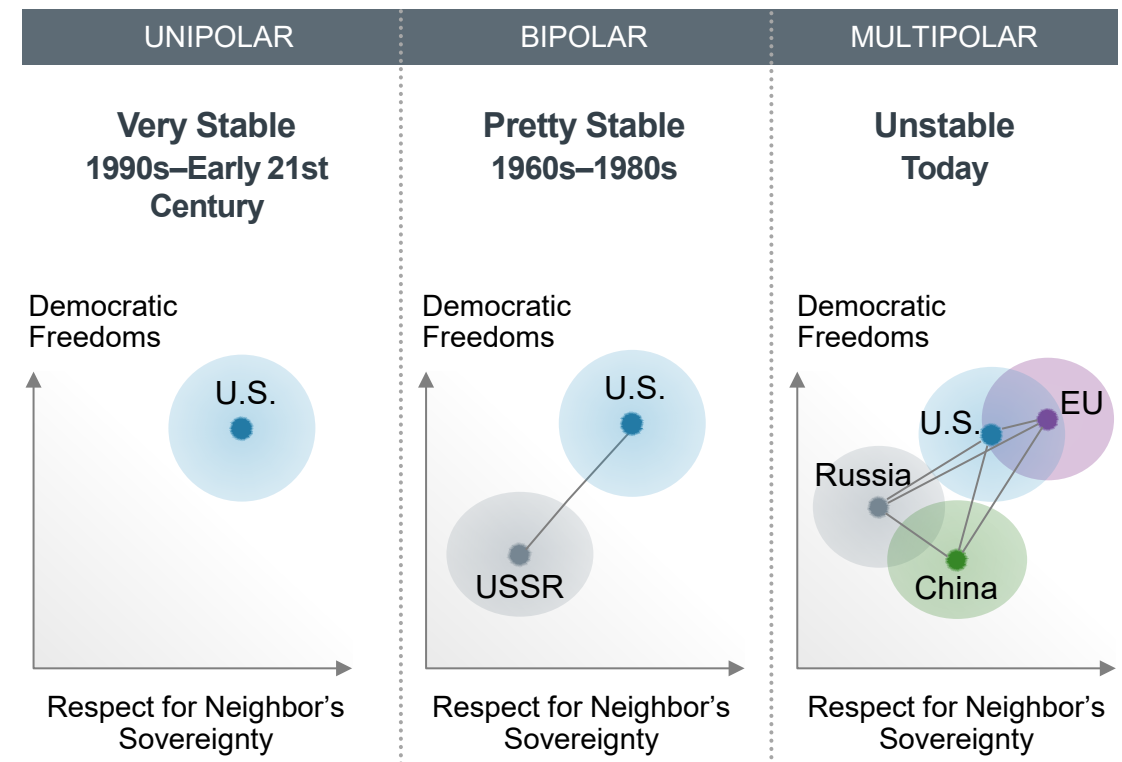 UNIPOLAR
Very Stable
1990s–Early 21st
Century
Democratic
Freedoms
U.S.
Respect for Neighbor’s
Sovereignty
BIPOLAR
Pretty Stable
1960s–1980s
Democratic
Freedoms
U.S.
USSR
Respect for Neighbor’s
Sovereignty
MULTIPOLAR
Unstable
Today
Democratic
Freedoms
EU
U.S.
Russia
China
Respect for Neighbor’s
Sovereignty